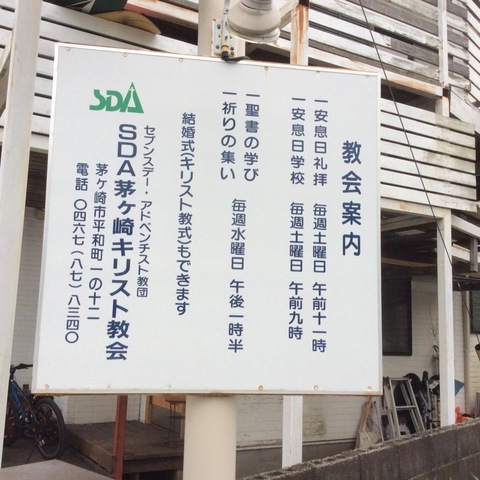 教会案内
一安息日礼拝 毎週土曜日 午前十一時
一安息日学校 毎週土曜日 午前九時
一聖書の学び
一祈りの集い 毎週水曜日 午後一時半
結婚式(キリスト教式)もできます
SDA
セブンスデー・アドベンチスト教団
SDA茅ヶ崎キリスト教会
茅ヶ崎市平和町一の十二
電話 〇四六七(八七)八三四〇